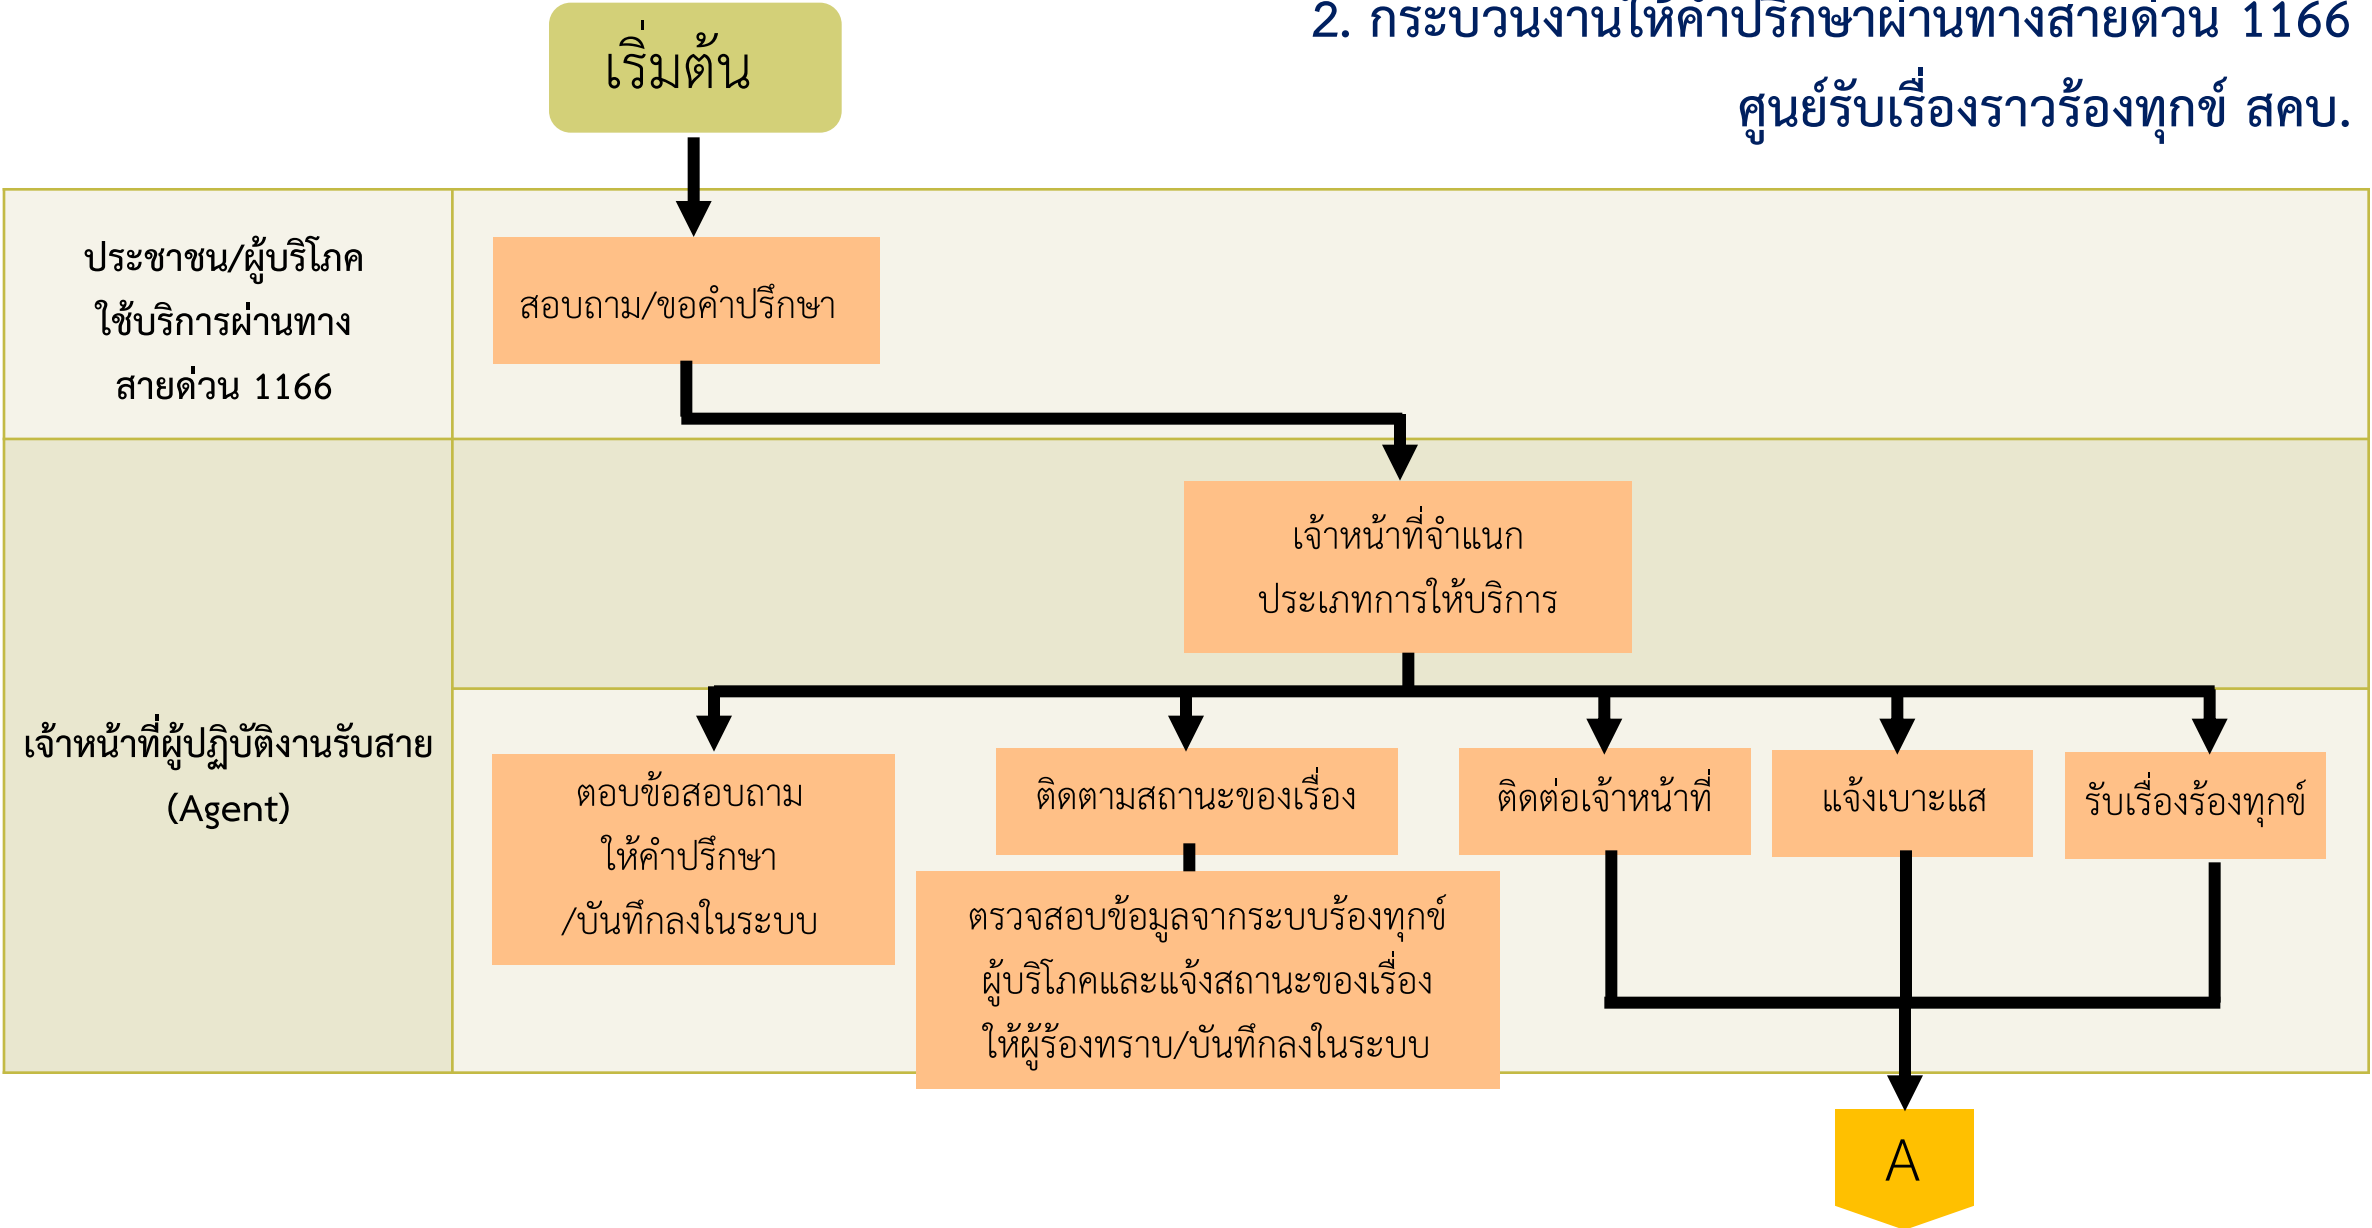 2. กระบวนงานให้คำปรึกษาผ่านทางสายด่วน 1166
ศูนย์รับเรื่องราวร้องทุกข์ สคบ.
เริ่มต้น
ประชาชน/ผู้บริโภค
ใช้บริการผ่านทาง
สายด่วน 1166
สอบถาม/ขอคำปรึกษา
เจ้าหน้าที่จำแนก
ประเภทการให้บริการ
เจ้าหน้าที่ผู้ปฏิบัติงานรับสาย
(Agent)
ตอบข้อสอบถาม
ให้คำปรึกษา
/บันทึกลงในระบบ
ติดตามสถานะของเรื่อง
ตรวจสอบข้อมูลจากระบบร้องทุกข์
ผู้บริโภคและแจ้งสถานะของเรื่อง
ให้ผู้ร้องทราบ/บันทึกลงในระบบ
ติดต่อเจ้าหน้าที่
แจ้งเบาะแส
รับเรื่องร้องทุกข์
A